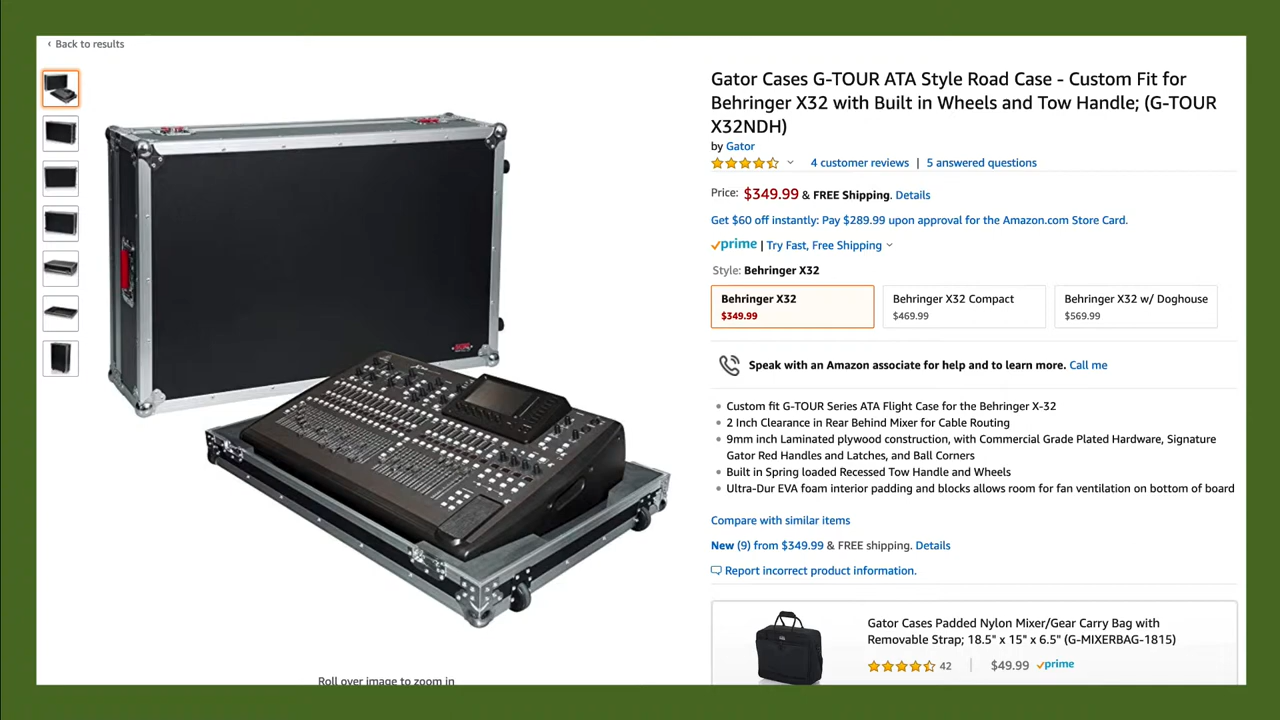 ‹ Back to results
Gator Cases G-TOUR ATA Style Road Case - Custom Fit for
Behringer X32 with Built in Wheels and Tow Handle; (G-TOUR
X32NDH)
by Gator
4 customer reviews | 5 answered questions
Price: $349.99 & FREE Shipping. Details
Get $60 off instantly: Pay $289.99 upon approval for the Amazon.com Store Card.
prime | Try Fast, Free Shipping
Style: Behringer X32
Behringer X32 Behringer X32 Compact Behringer X32 w/ Doghouse
$349.99 $469.99 $569.99
Speak with an Amazon associate for help and to learn more. Call me
• Custom fit G-TOUR Series ATA Flight Case for the Behringer X-32
• 2 Inch Clearance in Rear Behind Mixer for Cable Routing
• 9mm inch Laminated plywood construction, with Commercial Grade Plated Hardware, Signature
Gator Red Handles and Latches, and Ball Corners
• Built in Spring loaded Recessed Tow Handle and Wheels
• Ultra-Dur EVA foam interior padding and blocks allows room for fan ventilation on bottom of board
Compare with similar items
New (9) from $349.99 & FREE shipping. Details
Report incorrect product information.
Gator Cases Padded Nylon Mixer/Gear Carry Bag with
Removable Strap; 18.5" x 15" x 6.5" (G-MIXERBAG-1815)
42 | $49.99 prime
Roll over image to zoom in